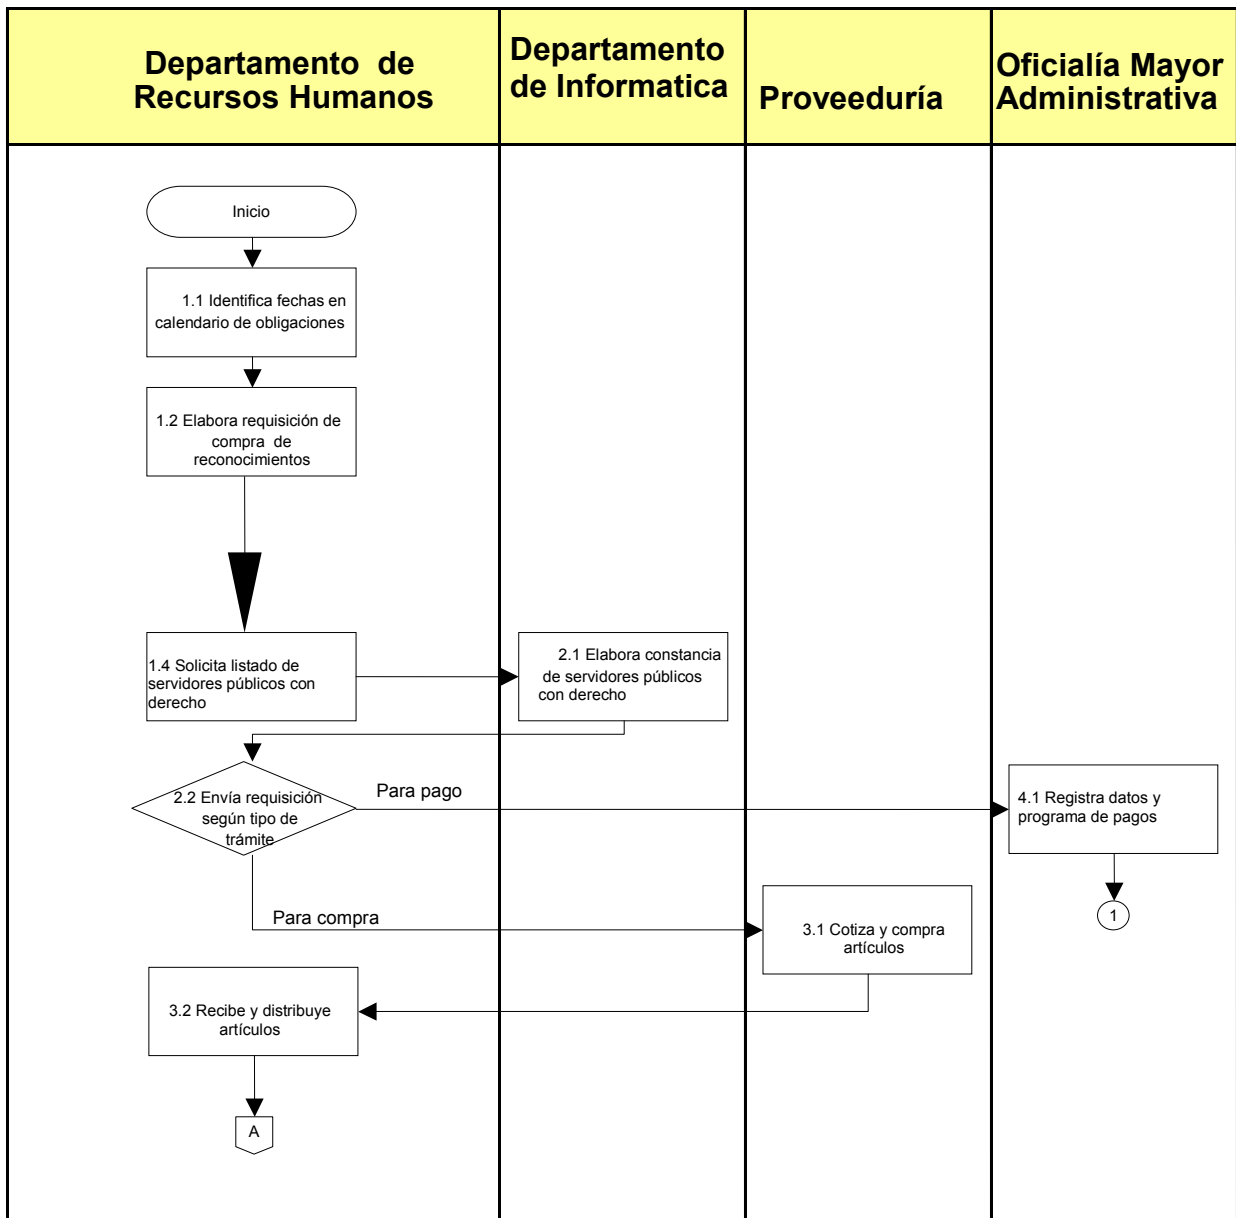 Departamento de
Recursos Humanos
Departamento
de Informatica
Proveeduría
Oficialía Mayor
Administrativa
Inicio
1.1 Identifica fechas en
calendario de obligaciones
1.2 Elabora requisición de
compra de
reconocimientos
1.4 Solicita listado de
servidores públicos con
derecho
2.1 Elabora constancia
de servidores públicos
con derecho
2.2 Envía requisición
según tipo de
trámite
Para pago
4.1 Registra datos y
programa de pagos
1
Para compra
3.1 Cotiza y compra
artículos
3.2 Recibe y distribuye
artículos
A